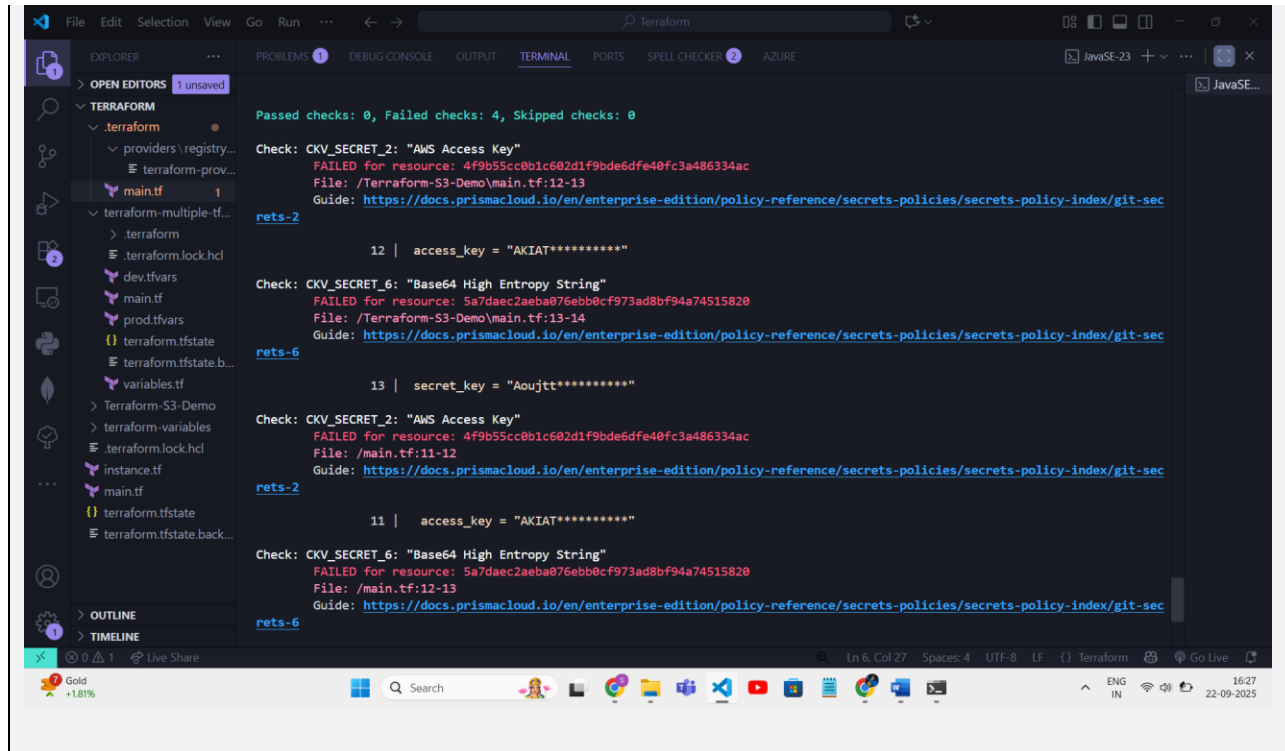 File Edit Selection View Go Run ··· Terraform
EXPLORER ···
PROBLEMS 1 DEBUG CONSOLE OUTPUT TERMINAL PORTS SPELL CHECKER 2 AZURE
JavaSE-23
OPEN EDITORS 1 unsaved
TERRAFORM
.terraform
providers\registry...
terraform-prov...
main.tf 1
terraform-multiple-tf...
.terraform
.terraform.lock.hcl
dev.tfvars
main.tf
prod.tfvars
{} terraform.tfstate
terraform.tfstate.b...
variables.tf
Terraform-S3-Demo
terraform-variables
.terraform.lock.hcl
instance.tf
main.tf
{} terraform.tfstate
terraform.tfstate.back...
OUTLINE
TIMELINE
1
2
1
JavaSE...
Passed checks: 0, Failed checks: 4, Skipped checks: 0
Check: CKV_SECRET_2: "AWS Access Key"
FAILED for resource: 4f9b55cc0b1c602d1f9bde6dfe40fc3a486334ac
File: /Terraform-S3-Demo\main.tf:12-13
Guide: https://docs.prismacloud.io/en/enterprise-edition/policy-reference/secrets-policies/secrets-policy-index/git-sec
rets-2
12 | access_key = "AKIAT**********"
Check: CKV_SECRET_6: "Base64 High Entropy String"
FAILED for resource: 5a7daec2aeba076ebb0cf973ad8bf94a74515820
File: /Terraform-S3-Demo\main.tf:13-14
Guide: https://docs.prismacloud.io/en/enterprise-edition/policy-reference/secrets-policies/secrets-policy-index/git-sec
rets-6
13 | secret_key = "Aoujtt**********"
Check: CKV_SECRET_2: "AWS Access Key"
FAILED for resource: 4f9b55cc0b1c602d1f9bde6dfe40fc3a486334ac
File: /main.tf:11-12
Guide: https://docs.prismacloud.io/en/enterprise-edition/policy-reference/secrets-policies/secrets-policy-index/git-sec
rets-2
11 | access_key = "AKIAT**********"
Check: CKV_SECRET_6: "Base64 High Entropy String"
FAILED for resource: 5a7daec2aeba076ebb0cf973ad8bf94a74515820
File: /main.tf:12-13
Guide: https://docs.prismacloud.io/en/enterprise-edition/policy-reference/secrets-policies/secrets-policy-index/git-sec
rets-6
0 1 Live Share Ln 6, Col 27 Spaces: 4 UTF-8 LF {} Terraform Go Live
7 Gold
+1.81%
Search
ENG
IN
16:27
22-09-2025